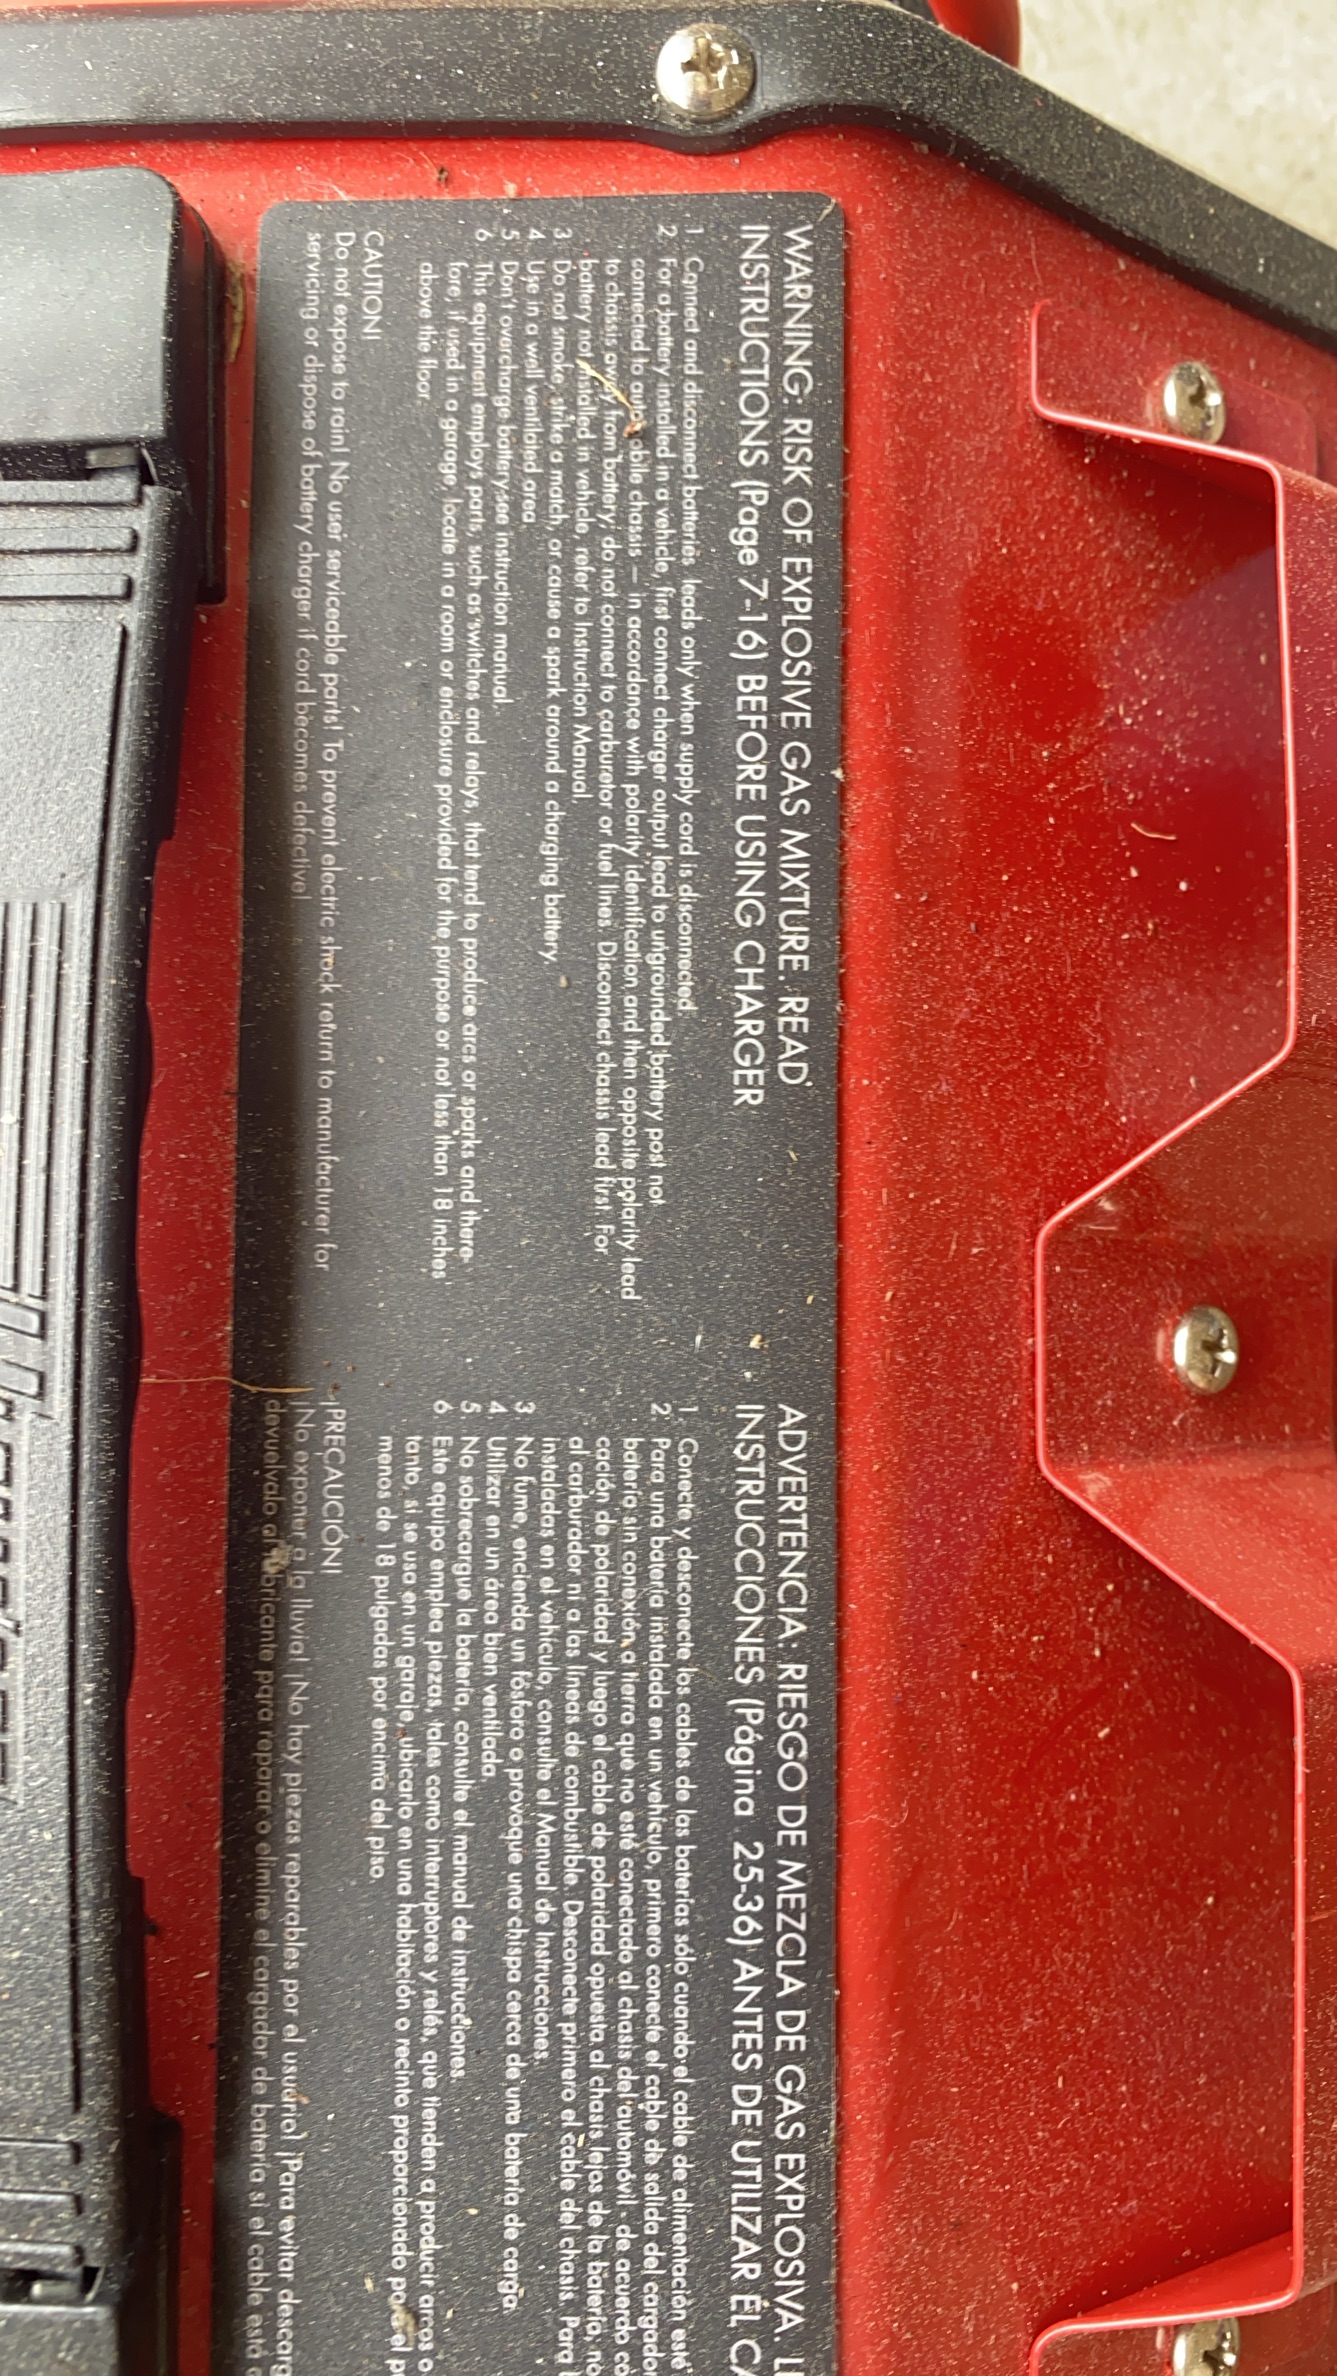 WARNING: RISK OF EXPLOSIVE GAS MIXTURE. READ
INSTRUCTIONS (Page 7-16) BEFORE USING CHARGER
1 Connect and disconnect batteries leads only when supply cord is disconnected.
2 For a battery installed in a vehicle, first connect charger output lead to ungrounded battery post not
connected to chassis — in accordance with polarity identification and then opposite polarity lead
to chassis away from battery, do not connect to carburetor or fuel lines. Disconnect chassis lead first. For
battery not installed in vehicle, refer to Instruction Manual.
3 Do not smoke, strike a match, or cause a spark around a charging battery.
4 Use in a well ventilated area
5 Don't overcharge battery-see instruction manual.
6 This equipment employs parts, such as switches and relays, that tend to produce arcs or sparks and there-
fore, if used in a garage, locate in a room or enclosure provided for the purpose or not less than 18 inches
above the floor.
CAUTION!
Do not expose to rain! No user serviceable parts! To prevent electric shock return to manufacturer for
servicing or dispose of battery charger if cord becomes defective!
ADVERTENCIA: RIESGO DE MEZCLA DE GAS EXPLOSIVA.
INSTRUCCIONES (Página 25-36) ANTES DE UTILIZAR EL
1. Conecte y desconecte los cables de las baterías sólo cuando el cable de alimentación esté
2. Para una batería instalada en un vehículo, primero conecte el cable de salida del cargador
batería sin conexión a tierra que no esté conectado al chasis del automóvil - de acuerdo
cación de polaridad y luego el cable de polaridad opuesta al chasis lejos de la batería, no
al carburador ni a las líneas de combustible. Desconecte primero el cable del chasis. Para
instaladas en el vehículo, consulte el Manual de Instrucciones.
3. No fume, encienda un fósforo o provoque una chispa cerca de una batería de carga.
4. Utilizar en un área bien ventilada.
5. No sobrecargue la batería, consulte el manual de instrucciones.
6. Este equipo emplea piezas, tales como interruptores y relés, que tienden a producir arcos o
tanto, si se usa en un garaje, ubicarlo en una habitación o recinto proporcionado para el
menos de 18 pulgadas por encima del piso.
¡PRECAUCIÓN!
¡No exponer a la lluvia! ¡No hay piezas reparables por el usuario! ¡Para evitar
devuelvalo al fabricante para reparar o elimine el cargador de batería si el cable está